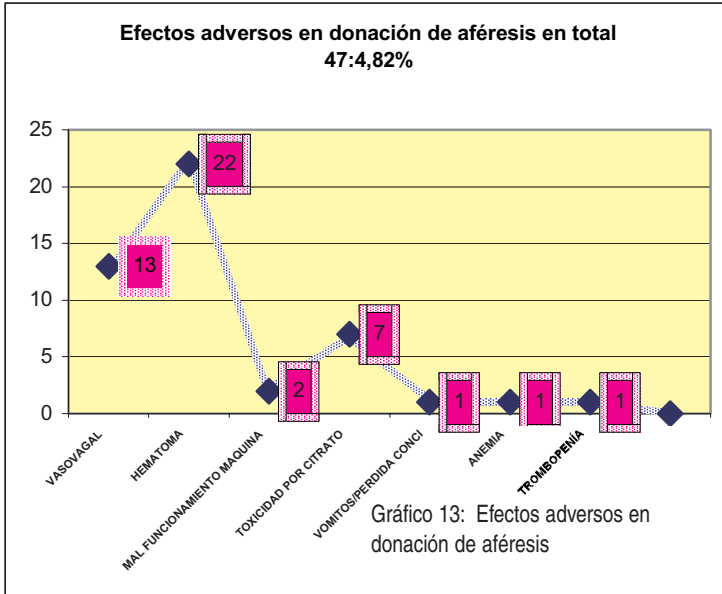 Efectos adversos en donación de aféresis en total
47:4,82%
25
20
15
10
5
0
13
22
2
7
1
1
1
VASOVAGAL
HEMATOMA
MAL FUNCIONAMIENTO MAQUINA
TOXICIDAD POR CITRATO
VOMITOS/PERDIDA CONCI
ANEMIA
TROMBOPENÍA
Gráfico 13: Efectos adversos en
donación de aféresis